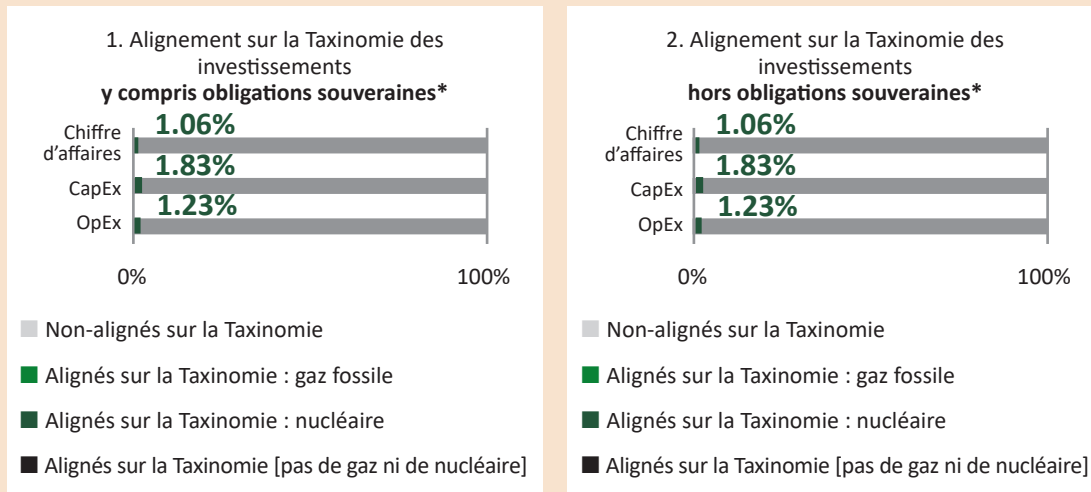 1. Alignement sur la Taxinomie des
investissements
y compris obligations souveraines*
Chiffre
d'affaires
1.06%
CapEx
1.83%
OpEx
1.23%
0%
100%
Non-alignés sur la Taxinomie
Alignés sur la Taxinomie : gaz fossile
Alignés sur la Taxinomie : nucléaire
Alignés sur la Taxinomie [pas de gaz ni de nucléaire]
2. Alignement sur la Taxinomie des
investissements
hors obligations souveraines*
Chiffre
d'affaires
1.06%
CapEx
1.83%
OpEx
1.23%
0%
100%
Non-alignés sur la Taxinomie
Alignés sur la Taxinomie : gaz fossile
Alignés sur la Taxinomie : nucléaire
Alignés sur la Taxinomie [pas de gaz ni de nucléaire]